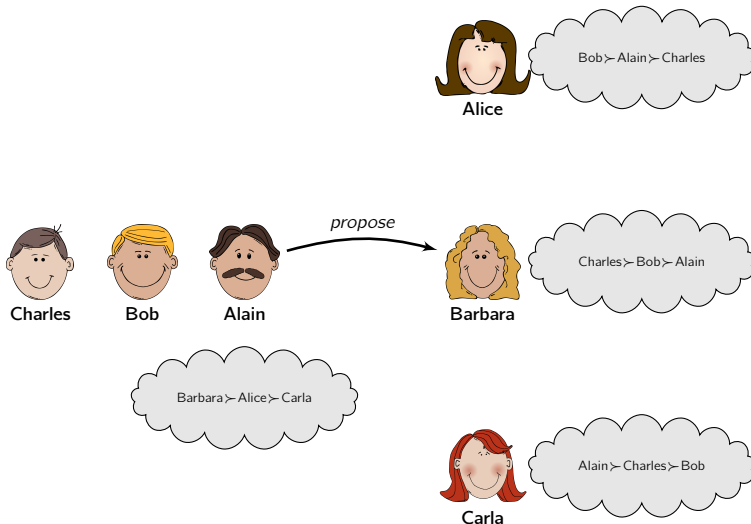 Bob≻Alain≻Charles
Alice
propose
Charles≻Bob≻Alain
Charles
Bob
Alain
Barbara
Barbara≻Alice≻Carla
Alain≻Charles≻Bob
Carla